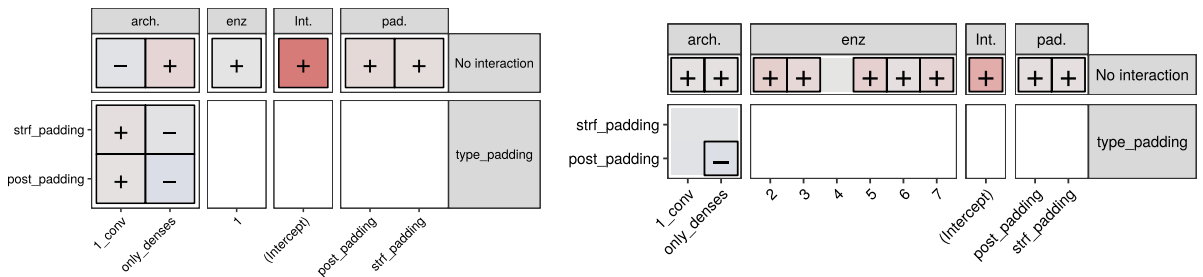 arch. enz Int. pad.
− + + + + + No interaction
strf_padding + −
post_padding + − type_padding
1_conv only_denses 1 (Intercept) post_padding strf_padding
arch. enz Int. pad.
+ + + + + + + + + + No interaction
strf_padding
post_padding − type_padding
1_conv only_denses 2 3 4 5 6 7 (Intercept) post_padding strf_padding